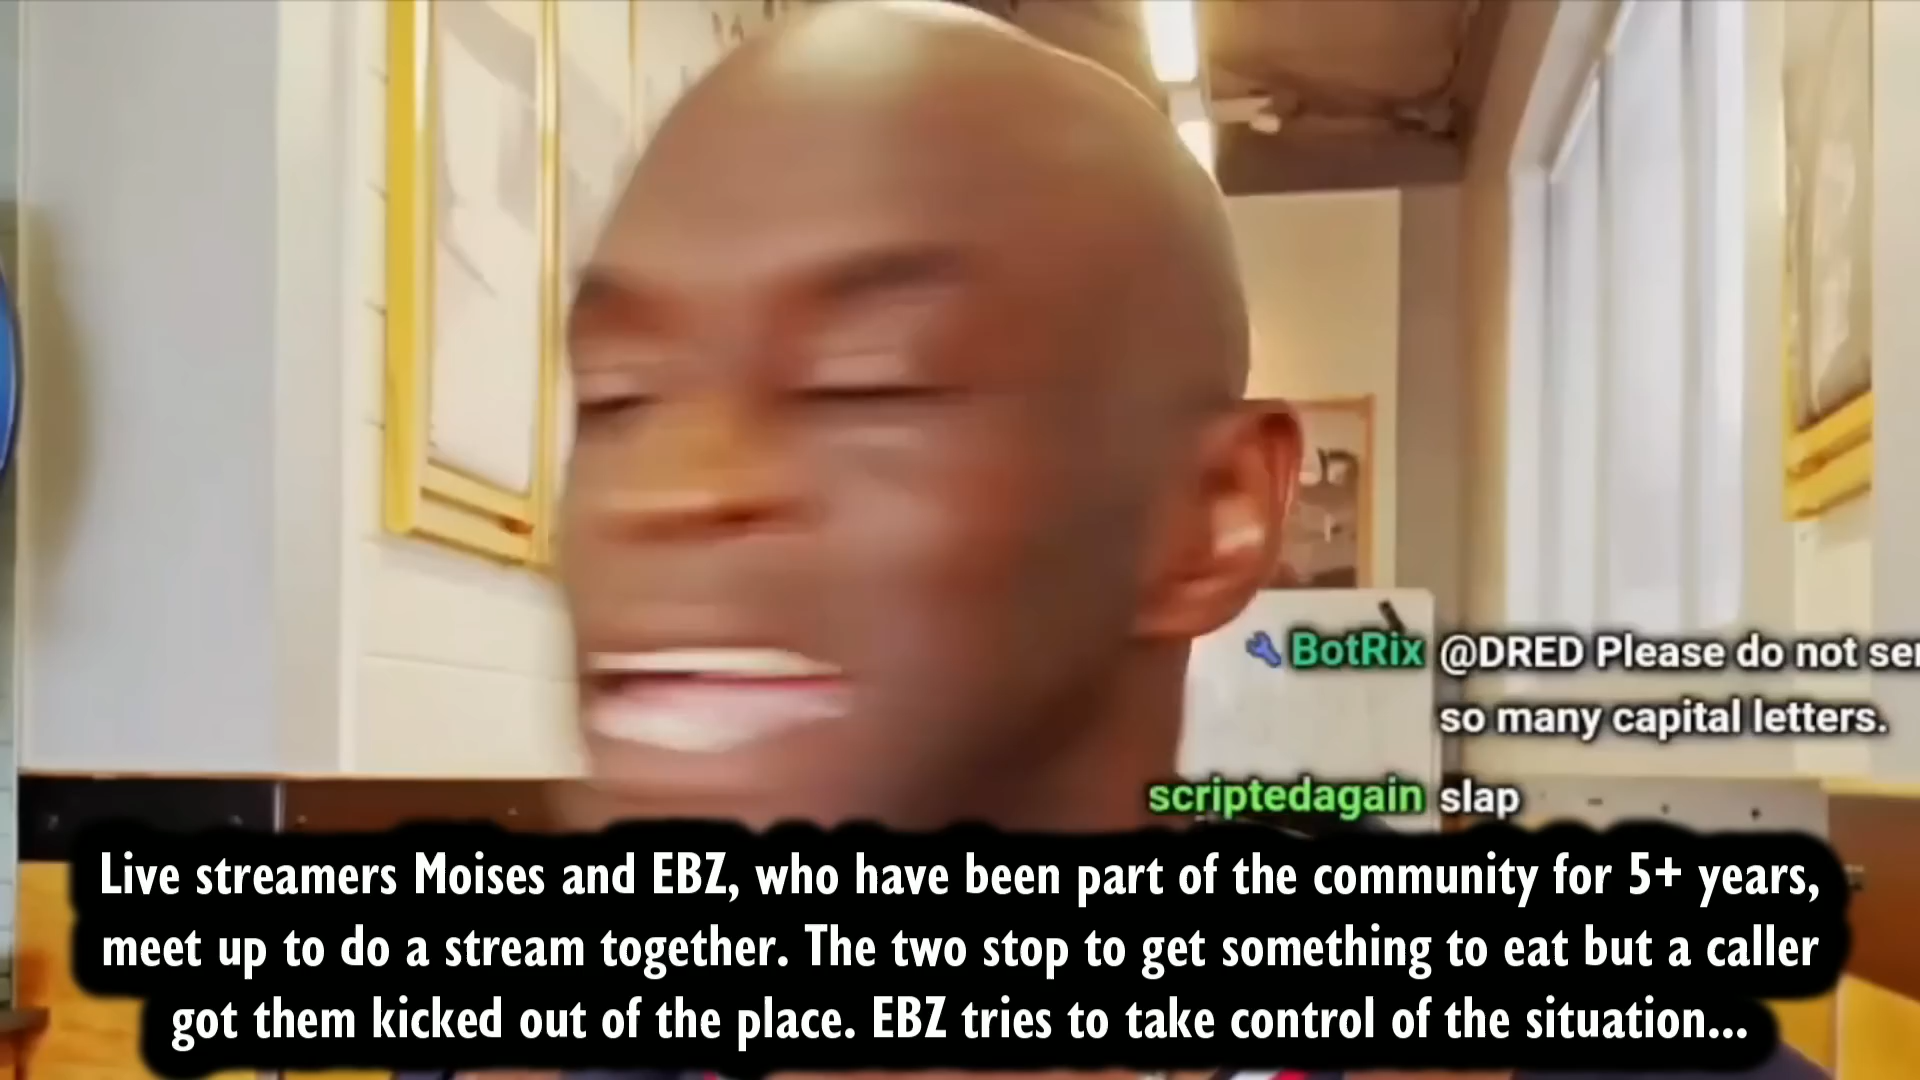 BotRix @DRED Please do not
so many capital letters.
scriptedagain slap
Live streamers Moises and EBZ, who have been part of the community for 5+ years,
meet up to do a stream together. The two stop to get something to eat but a caller
got them kicked out of the place. EBZ tries to take control of the situation...